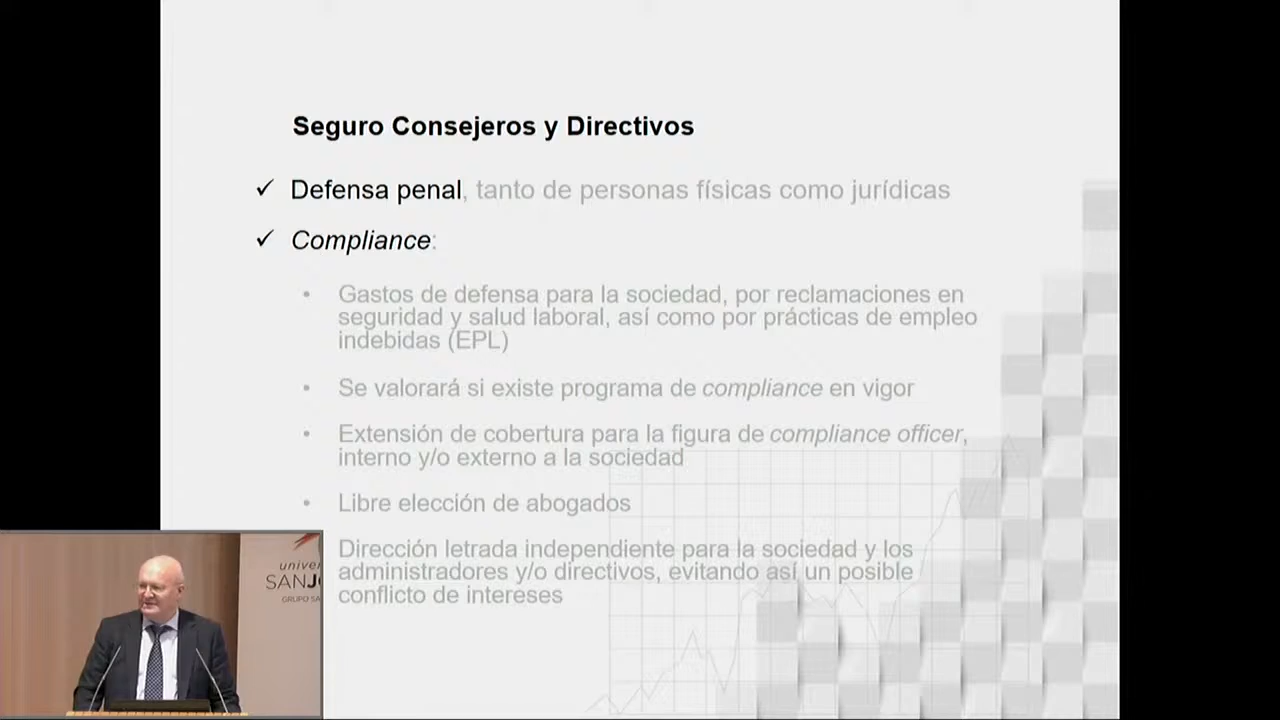 Seguro Consejeros y Directivos
✓ Defensa penal, tanto de personas físicas como jurídicas
✓ Compliance:
• Gastos de defensa para la sociedad, por reclamaciones en
seguridad y salud laboral, así como por prácticas de empleo
indebidas (EPL)
• Se valorará si existe programa de compliance en vigor
• Extensión de cobertura para la figura de compliance officer,
interno y/o externo a la sociedad
• Libre elección de abogados
Dirección letrada independiente para la sociedad y los
administradores y/o directivos, evitando así un posible
conflicto de intereses
univer
SANJO
GRUPO SA